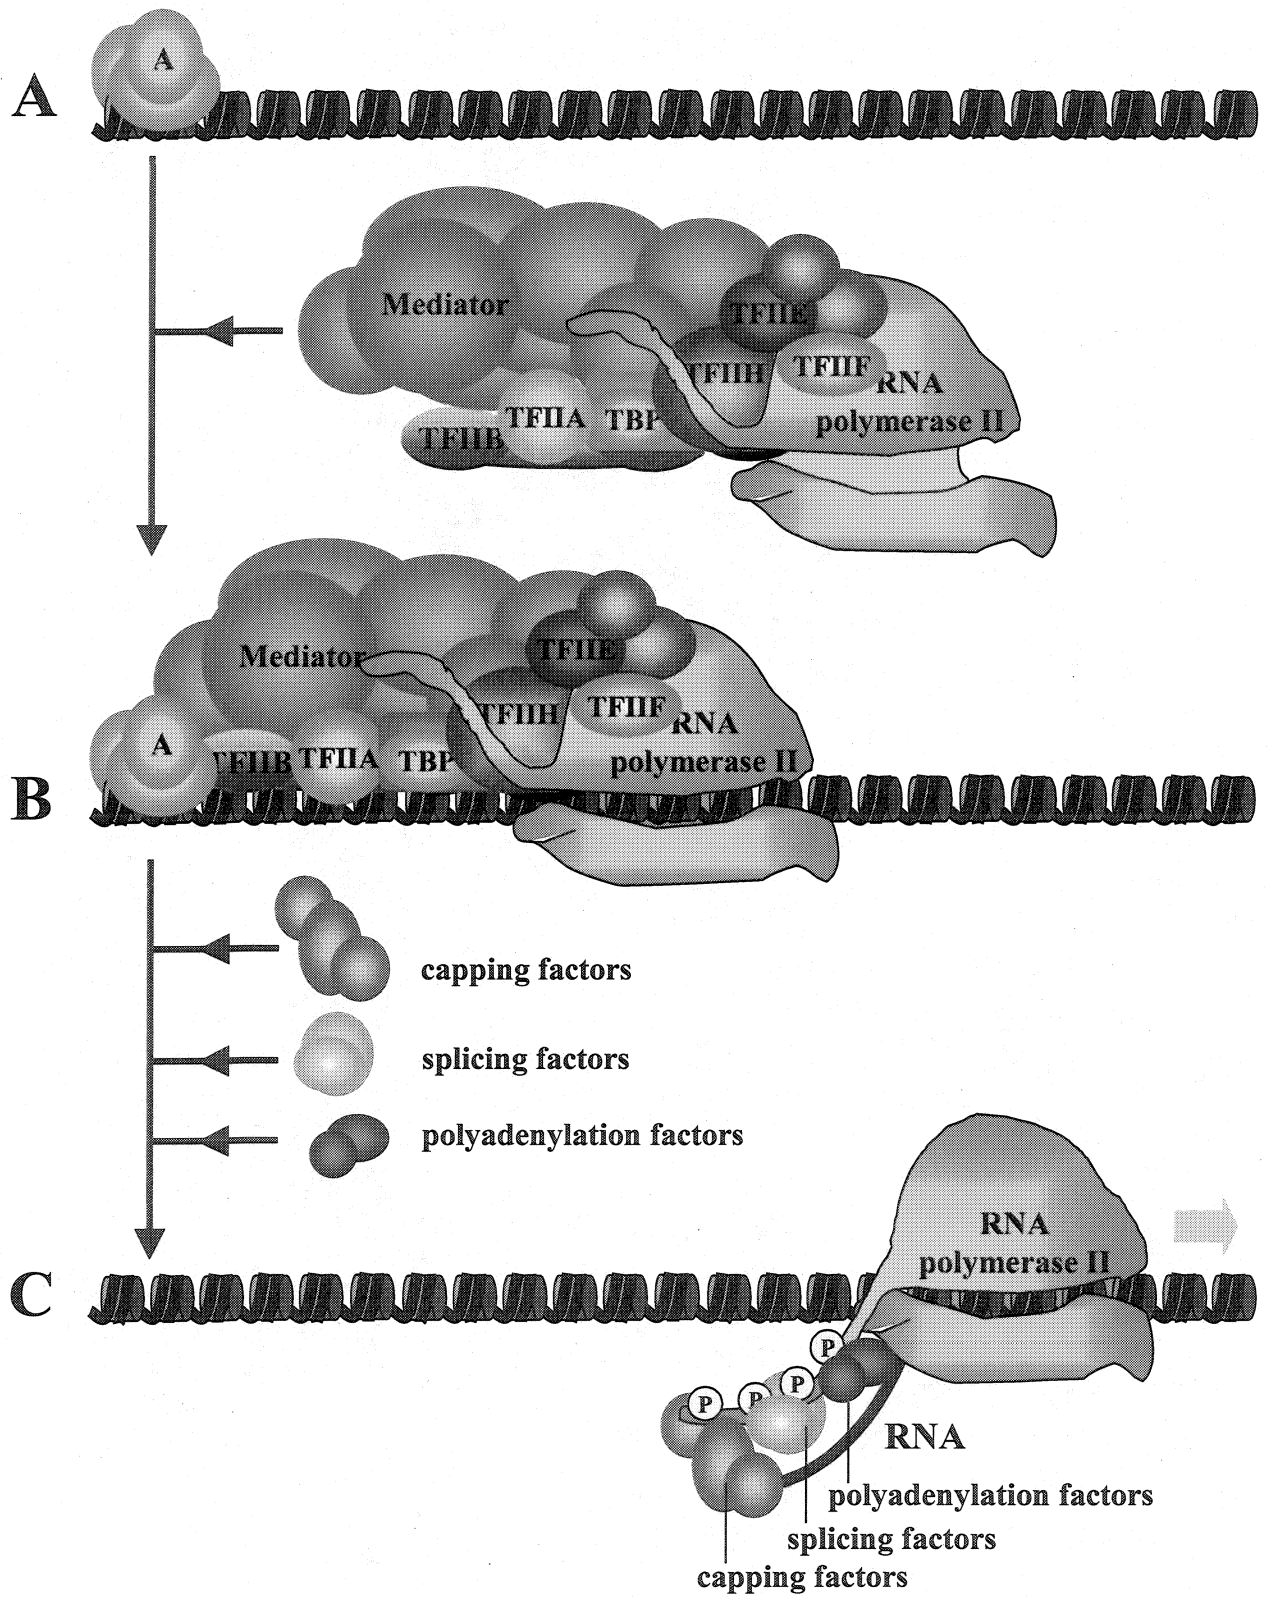 A
A
Mediator
TFIIE
TFIIH
TFIIF
RNA
polymerase II
TFIIB
TFIIA
TBP
Mediator
TFIIE
TFIIH
TFIIF
RNA
polymerase II
A
TFIIB
TFIIA
TBP
B
capping factors
splicing factors
polyadenylation factors
RNA
polymerase II
C
P
P
P
P
RNA
polyadenylation factors
splicing factors
capping factors